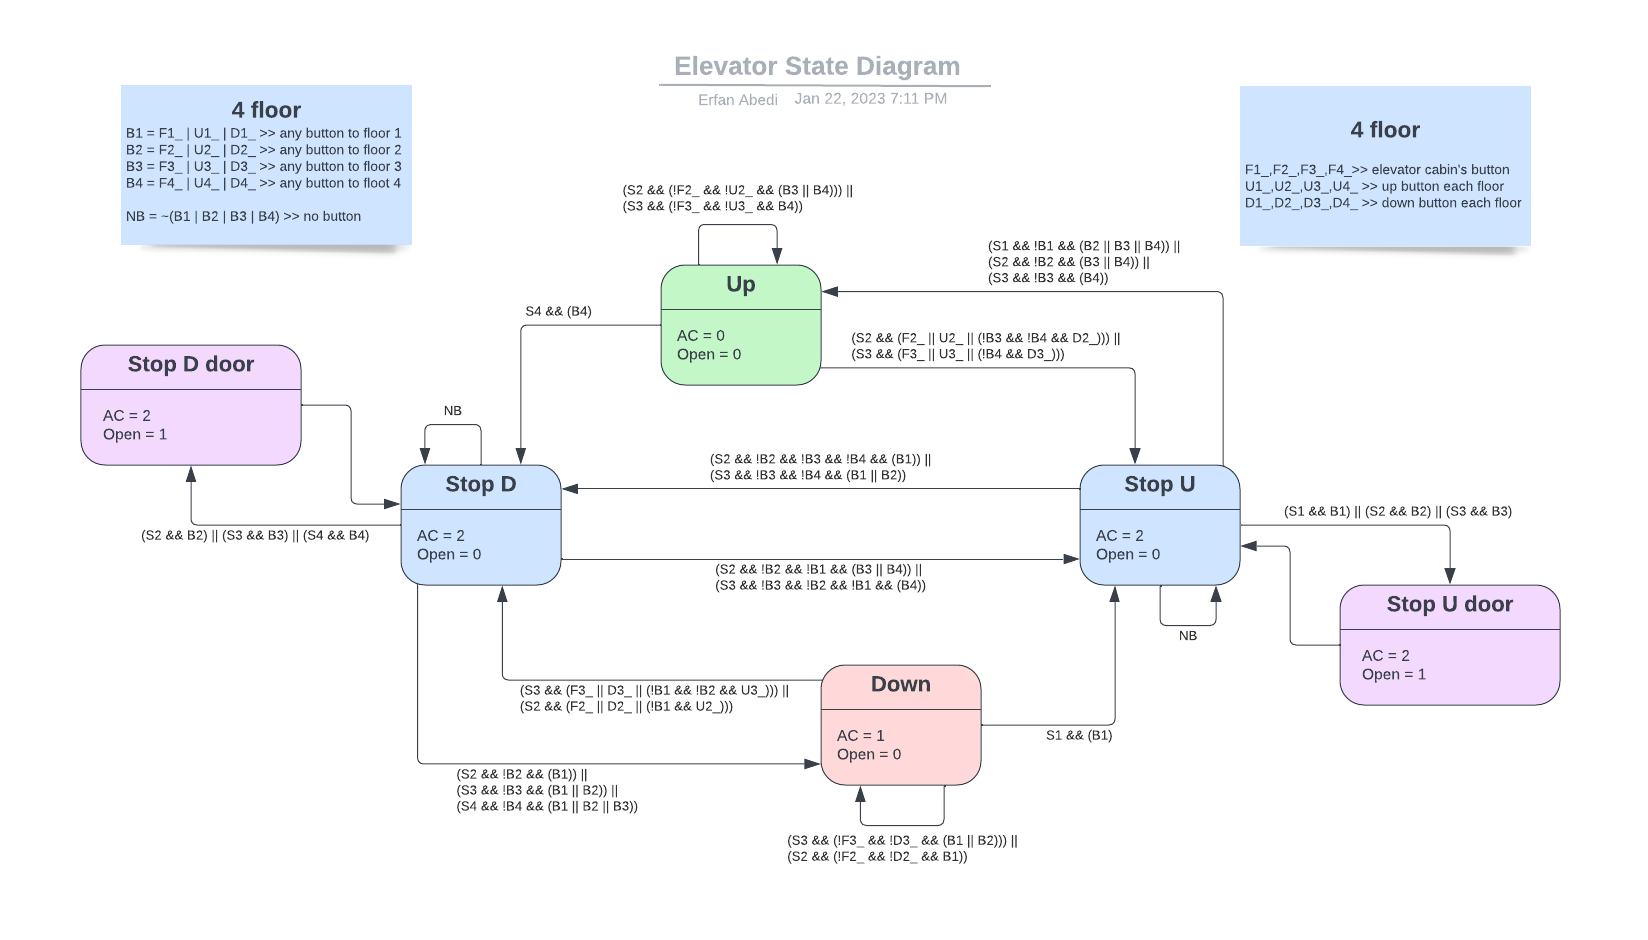 Elevator State Diagram
Erfan Abedi Jan 22, 2023 7:11 PM
4 floor
B1 = F1_ | U1_ | D1_ >> any button to floor 1
B2 = F2_ | U2_ | D2_ >> any button to floor 2
B3 = F3_ | U3_ | D3_ >> any button to floor 3
B4 = F4_ | U4_ | D4_ >> any button to floot 4
NB = ~(B1 | B2 | B3 | B4) >> no button
4 floor
F1_,F2_,F3_,F4_>> elevator cabin's button
U1_,U2_,U3_,U4_ >> up button each floor
D1_,D2_,D3_,D4_ >> down button each floor
(S2 && (!F2_ && !U2_ && (B3 || B4))) ||
(S3 && (!F3_ && !U3_ && B4))
(S1 && !B1 && (B2 || B3 || B4)) ||
(S2 && !B2 && (B3 || B4)) ||
(S3 && !B3 && (B4))
Up
AC = 0
Open = 0
S4 && (B4)
(S2 && (F2_ || U2_ || (!B3 && !B4 && D2_))) ||
(S3 && (F3_ || U3_ || (!B4 && D3_)))
Stop D door
AC = 2
Open = 1
NB
(S2 && !B2 && !B3 && !B4 && (B1)) ||
(S3 && !B3 && !B4 && (B1 || B2))
Stop D
AC = 2
Open = 0
Stop U
AC = 2
Open = 0
(S2 && B2) || (S3 && B3) || (S4 && B4)
(S1 && B1) || (S2 && B2) || (S3 && B3)
(S2 && !B2 && !B1 && (B3 || B4)) ||
(S3 && !B3 && !B2 && !B1 && (B4))
NB
Stop U door
AC = 2
Open = 1
Down
AC = 1
Open = 0
(S3 && (F3_ || D3_ || (!B1 && !B2 && U3_))) ||
(S2 && (F2_ || D2_ || (!B1 && U2_)))
S1 && (B1)
(S2 && !B2 && (B1)) ||
(S3 && !B3 && (B1 || B2)) ||
(S4 && !B4 && (B1 || B2 || B3))
(S3 && (!F3_ && !D3_ && (B1 || B2))) ||
(S2 && (!F2_ && !D2_ && B1))